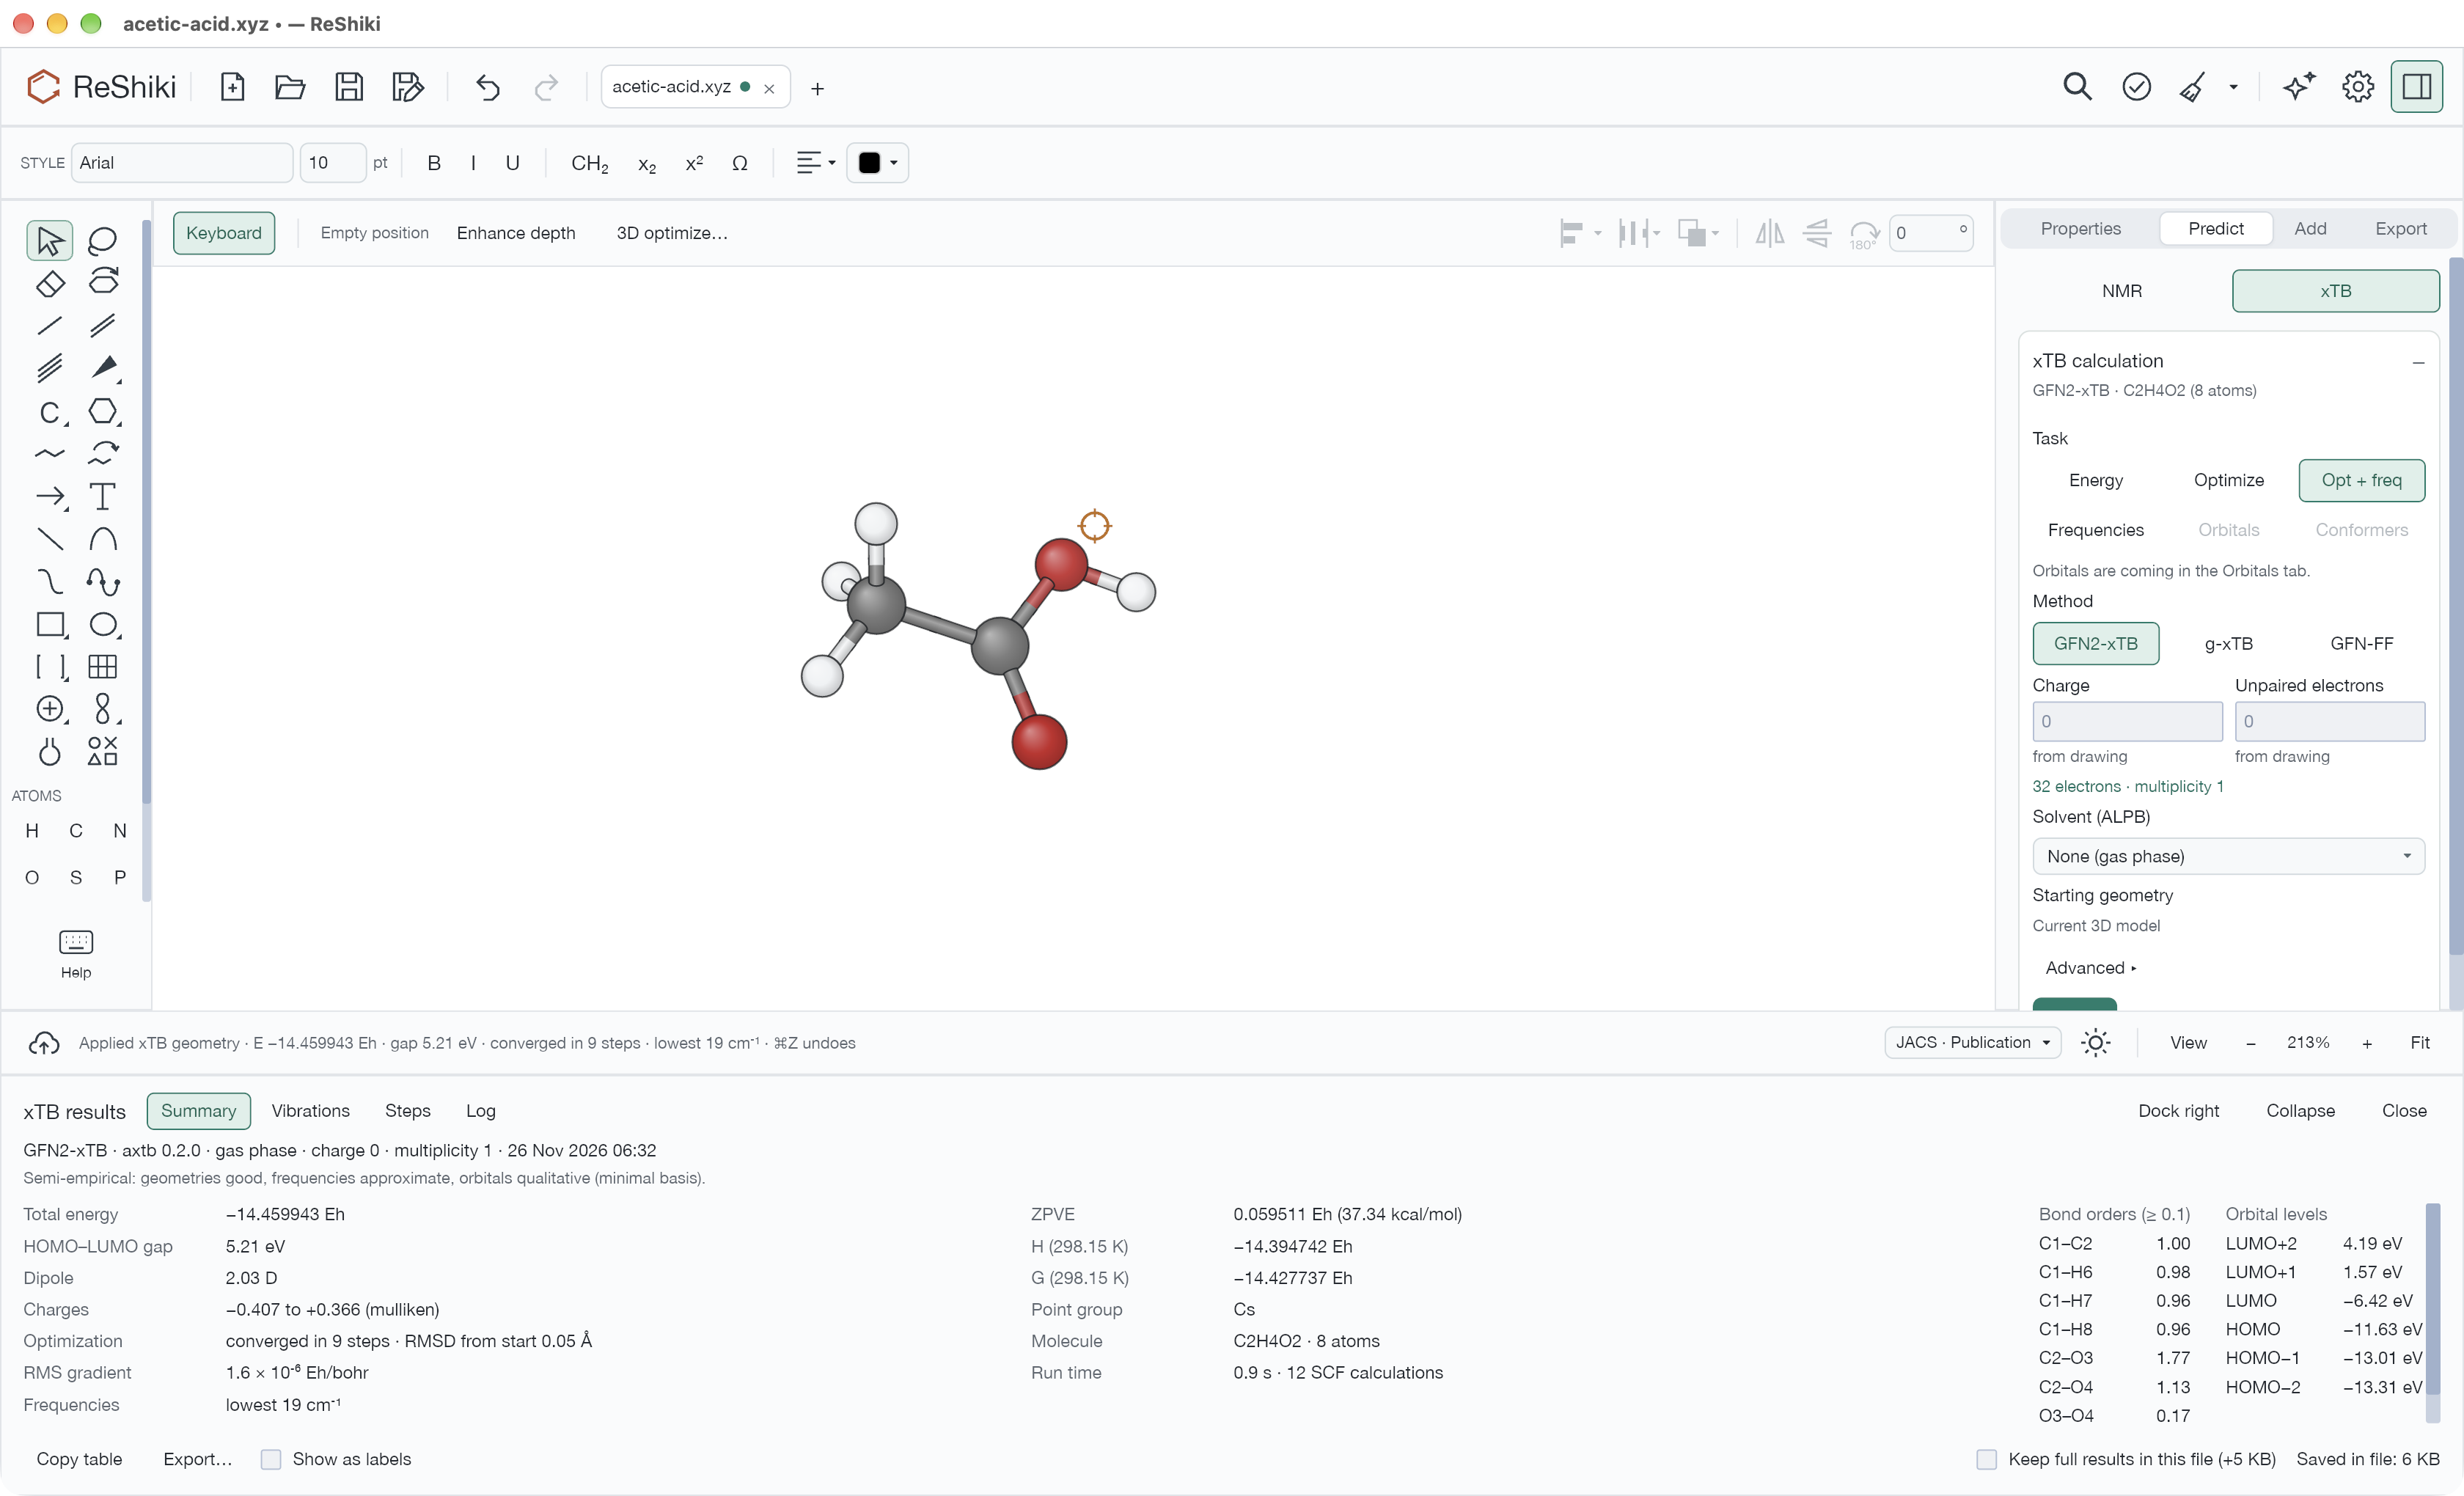 acetic-acid.xyz • — ReShiki
ReShiki
acetic-acid.xyz
STYLE Arial 10 pt B I U CH₂ x₂ x² Ω
Keyboard Empty position Enhance depth 3D optimize... 180° 0 °
Properties Predict Add Export
NMR xTB
xTB calculation
GFN2-xTB · C2H4O2 (8 atoms)
Task
Energy Optimize Opt + freq
Frequencies Orbitals Conformers
Orbitals are coming in the Orbitals tab.
Method
GFN2-xTB g-xTB GFN-FF
Charge Unpaired electrons
0 0
from drawing from drawing
32 electrons · multiplicity 1
Solvent (ALPB)
None (gas phase)
Starting geometry
Current 3D model
Advanced ▸
C
T
ATOMS
H C N
O S P
Help
Applied xTB geometry · E −14.459943 Eh · gap 5.21 eV · converged in 9 steps · lowest 19 cm⁻¹ · ⌘Z undoes
JACS · Publication View − 213% + Fit
xTB results Summary Vibrations Steps Log Dock right Collapse Close
GFN2-xTB · axtb 0.2.0 · gas phase · charge 0 · multiplicity 1 · 26 Nov 2026 06:32
Semi-empirical: geometries good, frequencies approximate, orbitals qualitative (minimal basis).
Total energy −14.459943 Eh
HOMO–LUMO gap 5.21 eV
Dipole 2.03 D
Charges −0.407 to +0.366 (mulliken)
Optimization converged in 9 steps · RMSD from start 0.05 Å
RMS gradient 1.6 × 10⁻⁶ Eh/bohr
Frequencies lowest 19 cm⁻¹
ZPVE 0.059511 Eh (37.34 kcal/mol)
H (298.15 K) −14.394742 Eh
G (298.15 K) −14.427737 Eh
Point group Cs
Molecule C2H4O2 · 8 atoms
Run time 0.9 s · 12 SCF calculations
Bond orders (≥ 0.1)
C1–C2 1.00
C1–H6 0.98
C1–H7 0.96
C1–H8 0.96
C2–O3 1.77
C2–O4 1.13
O3–O4 0.17
Orbital levels
LUMO+2 4.19 eV
LUMO+1 1.57 eV
LUMO −6.42 eV
HOMO −11.63 eV
HOMO−1 −13.01 eV
HOMO−2 −13.31 eV
Copy table Export... Show as labels
Keep full results in this file (+5 KB) Saved in file: 6 KB